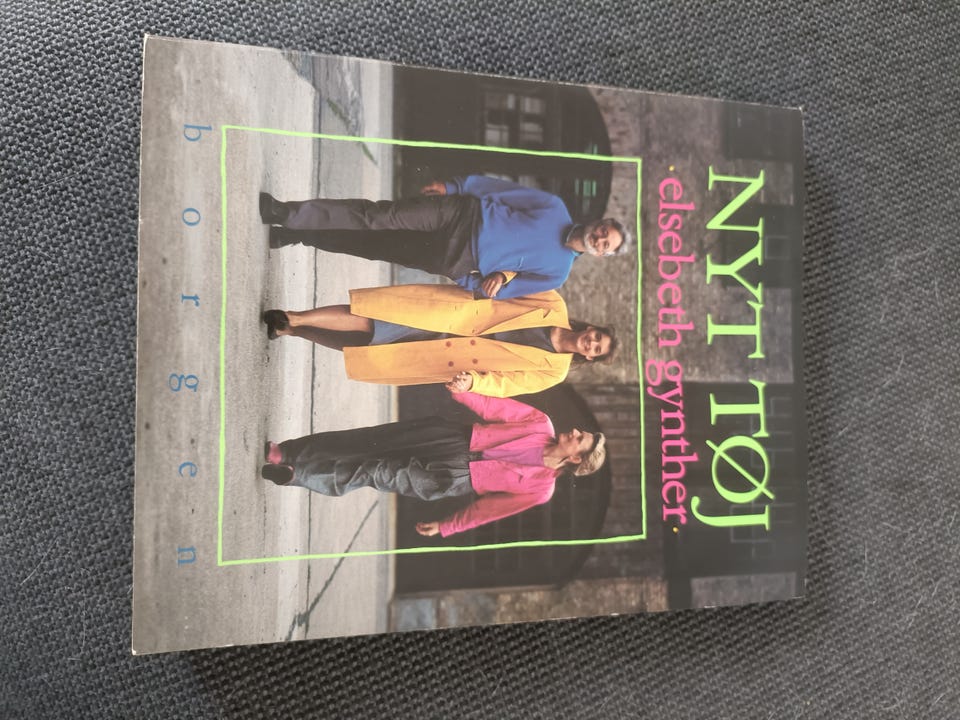 NYT TØJ
· elsebeth gynther ·
borgen